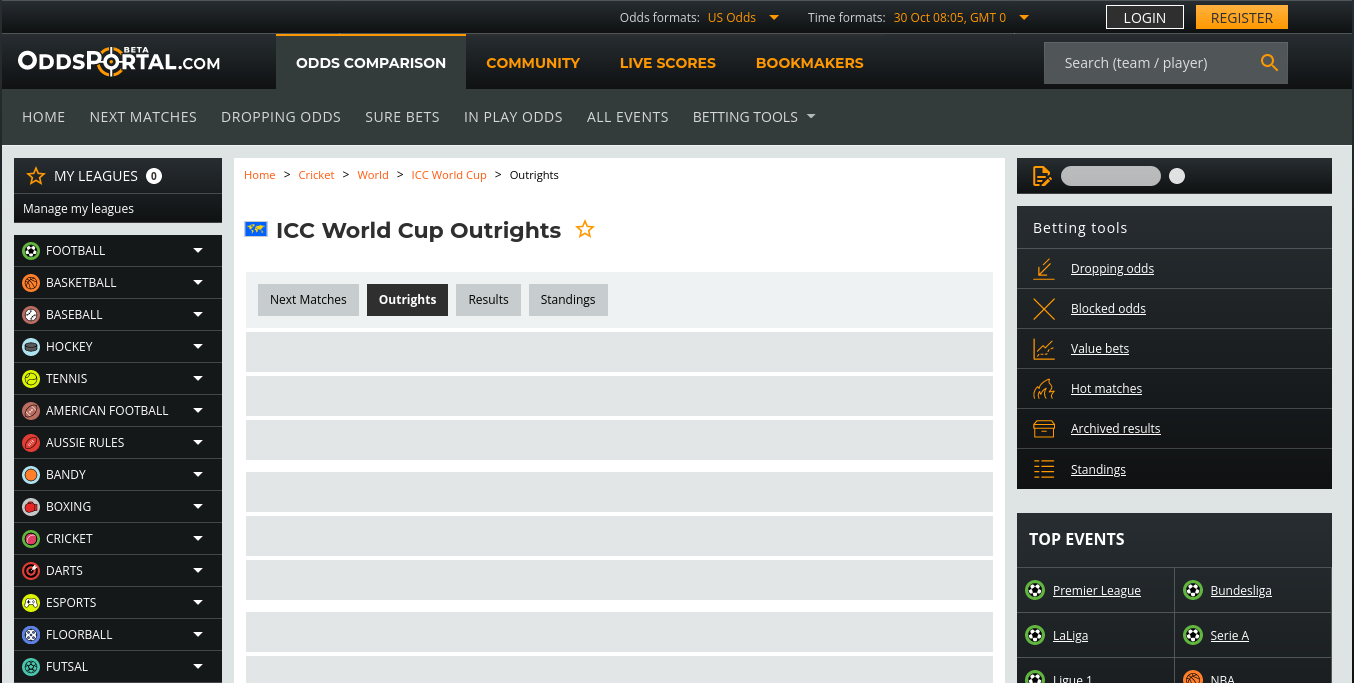 Odds formats: US Odds Time formats: 30 Oct 08:05, GMT 0 LOGIN REGISTER
ODDSPORTAL.COM BETA ODDS COMPARISON COMMUNITY LIVE SCORES BOOKMAKERS Search (team / player)
HOME NEXT MATCHES DROPPING ODDS SURE BETS IN PLAY ODDS ALL EVENTS BETTING TOOLS
MY LEAGUES 0
Manage my leagues
FOOTBALL
BASKETBALL
BASEBALL
HOCKEY
TENNIS
AMERICAN FOOTBALL
AUSSIE RULES
BANDY
BOXING
CRICKET
DARTS
ESPORTS
FLOORBALL
FUTSAL
Home > Cricket > World > ICC World Cup > Outrights
ICC World Cup Outrights
Next Matches Outrights Results Standings
Betting tools
Dropping odds
Blocked odds
Value bets
Hot matches
Archived results
Standings
TOP EVENTS
Premier League Bundesliga
LaLiga Serie A
Ligue 1 NBA